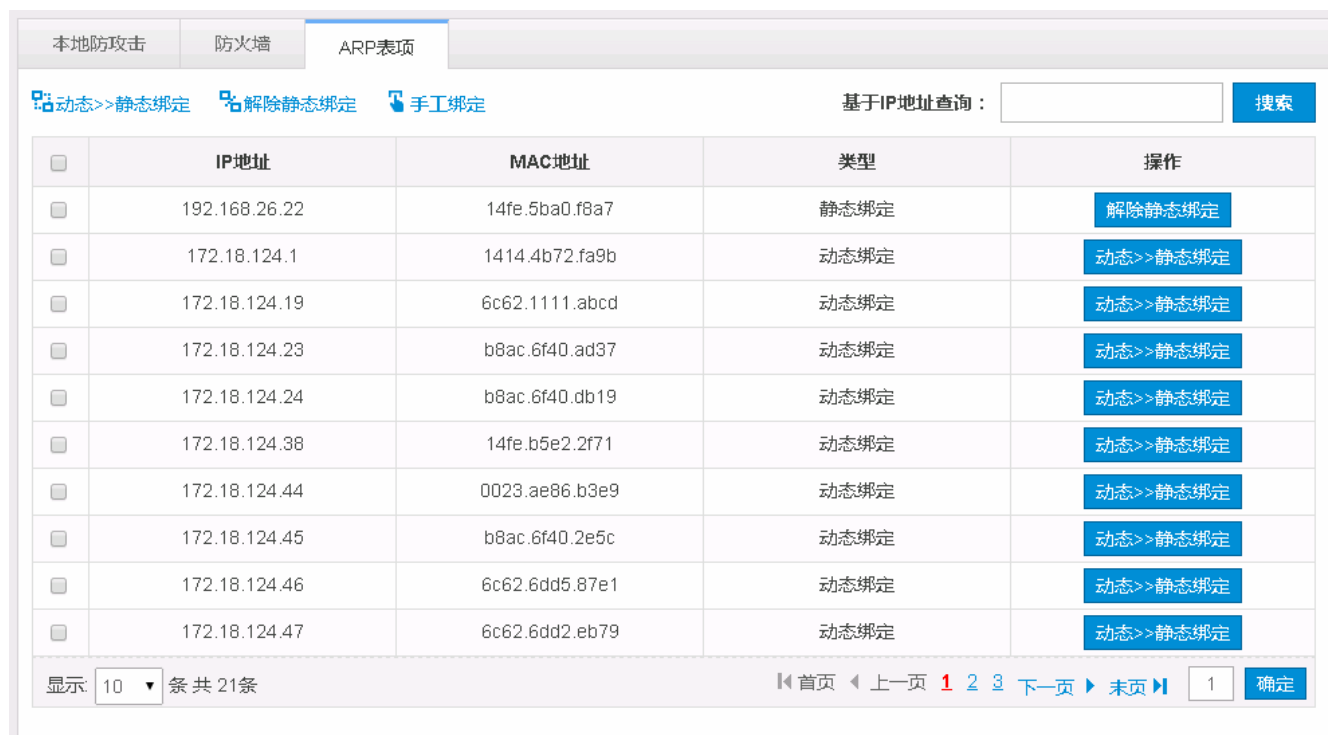 本地防攻击 防火墙 ARP表项
动态>>静态绑定 解除静态绑定 手工绑定 基于IP地址查询： 搜索
IP地址 MAC地址 类型 操作
192.168.26.22 14fe.5ba0.f8a7 静态绑定 解除静态绑定
172.18.124.1 1414.4b72.fa9b 动态绑定 动态>>静态绑定
172.18.124.19 6c62.1111.abcd 动态绑定 动态>>静态绑定
172.18.124.23 b8ac.6f40.ad37 动态绑定 动态>>静态绑定
172.18.124.24 b8ac.6f40.db19 动态绑定 动态>>静态绑定
172.18.124.38 14fe.b5e2.2f71 动态绑定 动态>>静态绑定
172.18.124.44 0023.ae86.b3e9 动态绑定 动态>>静态绑定
172.18.124.45 b8ac.6f40.2e5c 动态绑定 动态>>静态绑定
172.18.124.46 6c62.6dd5.87e1 动态绑定 动态>>静态绑定
172.18.124.47 6c62.6dd2.eb79 动态绑定 动态>>静态绑定
显示: 10 条 共 21条 首页 上一页 1 2 3 下一页 末页 1 确定